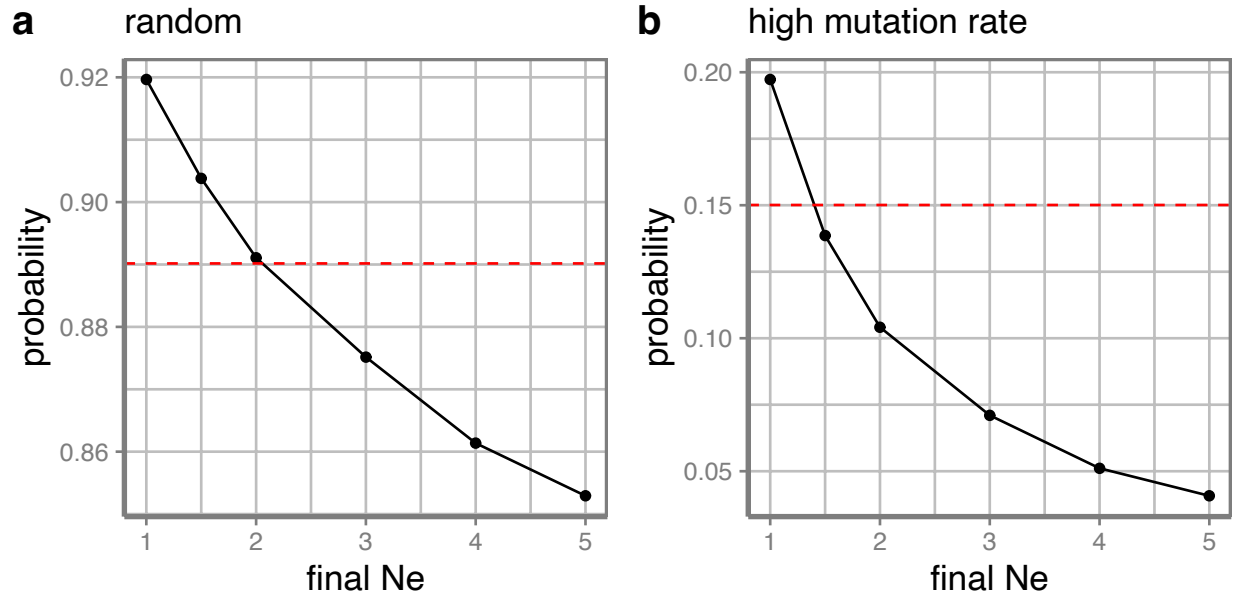 a random
probability
0.92
0.90
0.88
0.86
1 2 3 4 5
final Ne
b high mutation rate
probability
0.20
0.15
0.10
0.05
1 2 3 4 5
final Ne